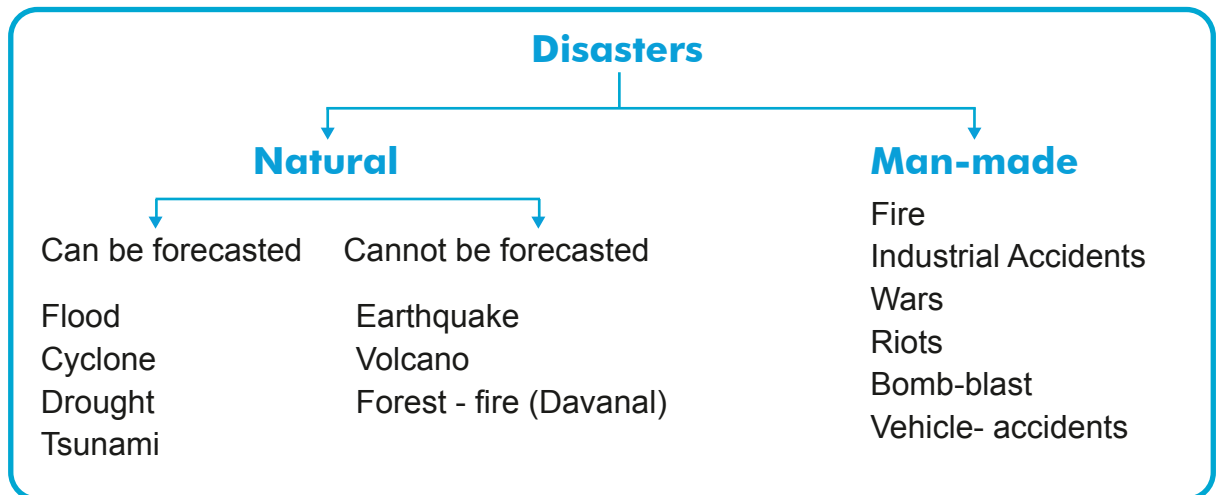 Disasters
Natural
Can be forecasted
Flood
Cyclone
Drought
Tsunami
Cannot be forecasted
Earthquake
Volcano
Forest - fire (Davanal)
Man-made
Fire
Industrial Accidents
Wars
Riots
Bomb-blast
Vehicle- accidents